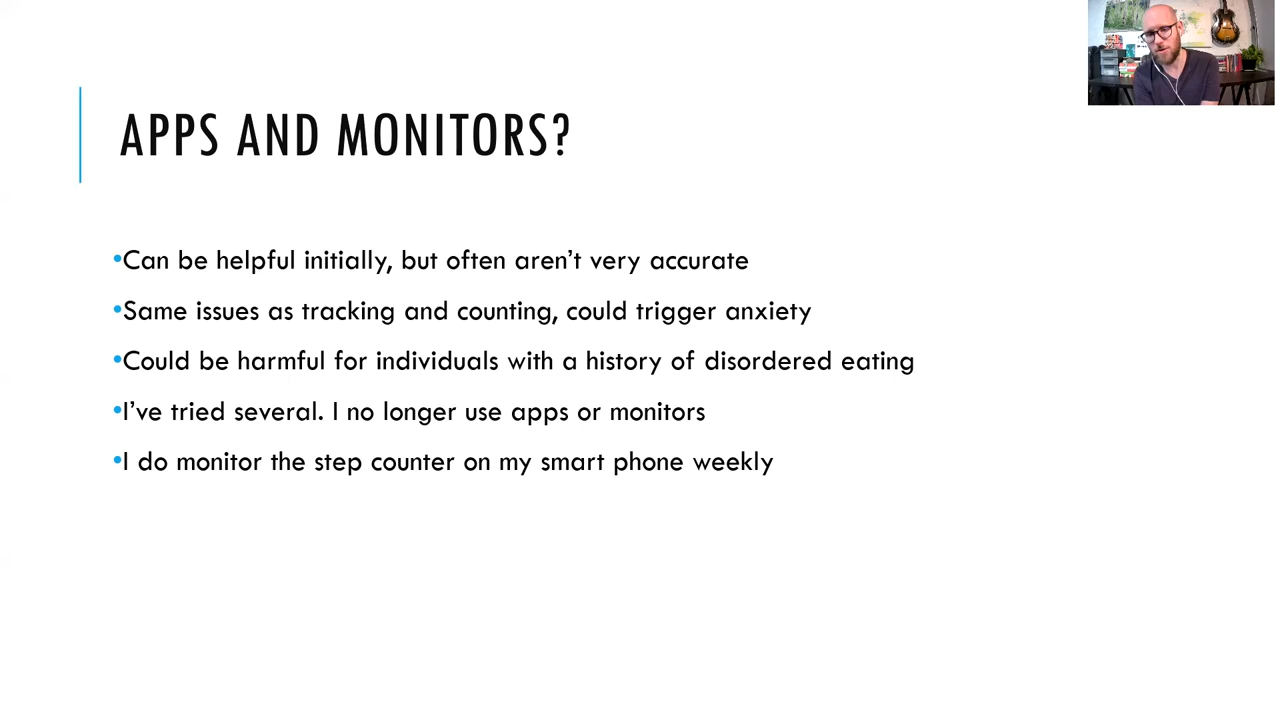 APPS AND MONITORS?
•Can be helpful initially, but often aren’t very accurate
•Same issues as tracking and counting, could trigger anxiety
•Could be harmful for individuals with a history of disordered eating
•I’ve tried several. I no longer use apps or monitors
•I do monitor the step counter on my smart phone weekly